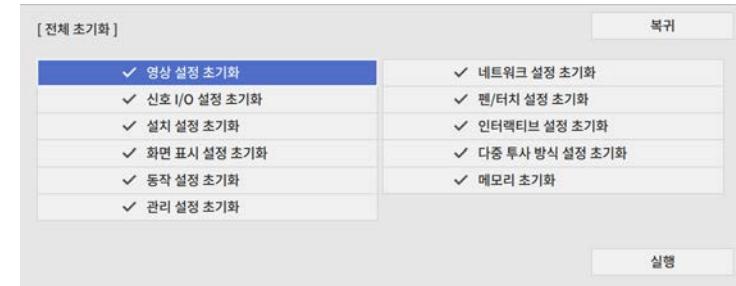 [ 전체 초기화 ]
복귀
✓ 영상 설정 초기화
✓ 신호 I/O 설정 초기화
✓ 설치 설정 초기화
✓ 화면 표시 설정 초기화
✓ 동작 설정 초기화
✓ 관리 설정 초기화
✓ 네트워크 설정 초기화
✓ 펜/터치 설정 초기화
✓ 인터랙티브 설정 초기화
✓ 다중 투사 방식 설정 초기화
✓ 메모리 초기화
실행